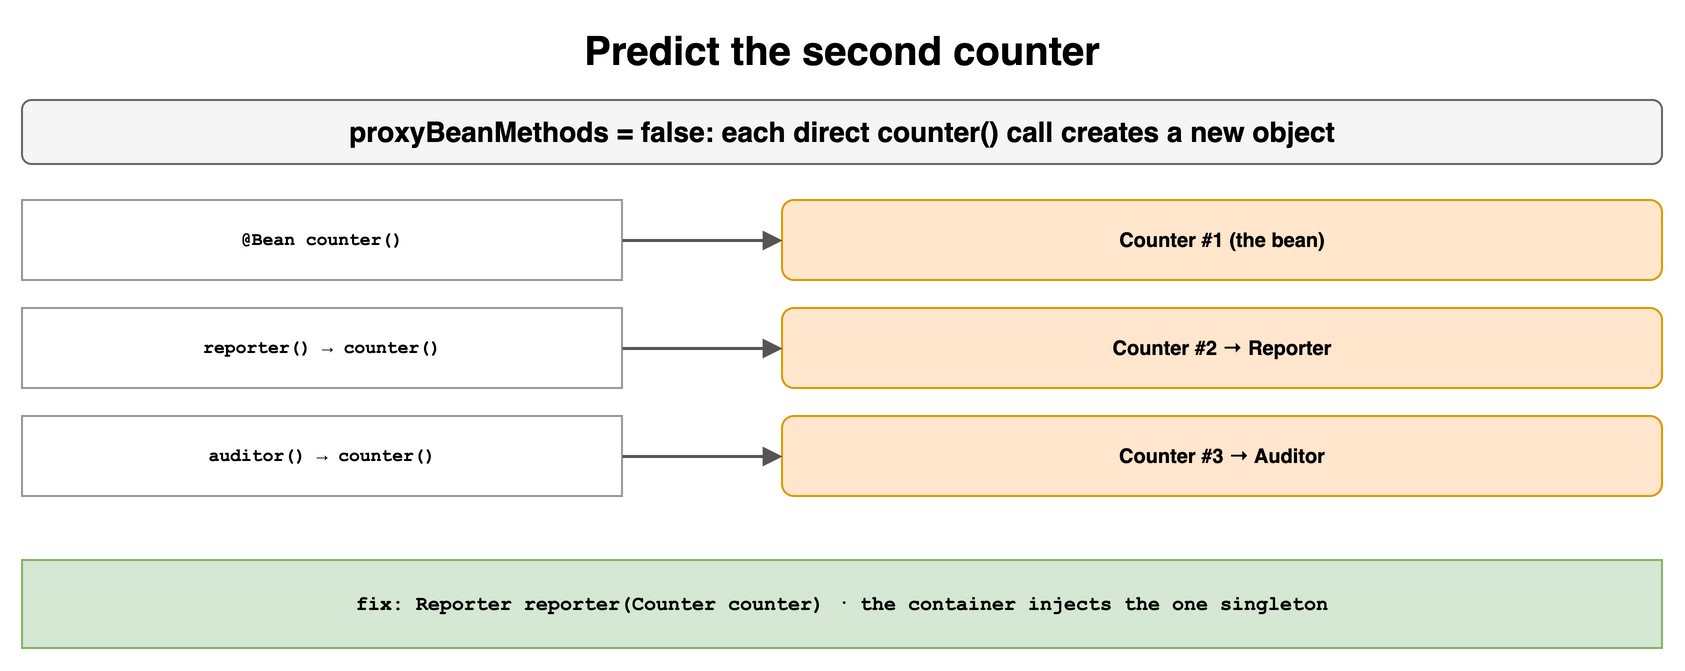 Predict the second counter
proxyBeanMethods = false: each direct counter() call creates a new object
@Bean counter()
Counter #1 (the bean)
reporter() → counter()
Counter #2 → Reporter
auditor() → counter()
Counter #3 → Auditor
fix: Reporter reporter(Counter counter) · the container injects the one singleton